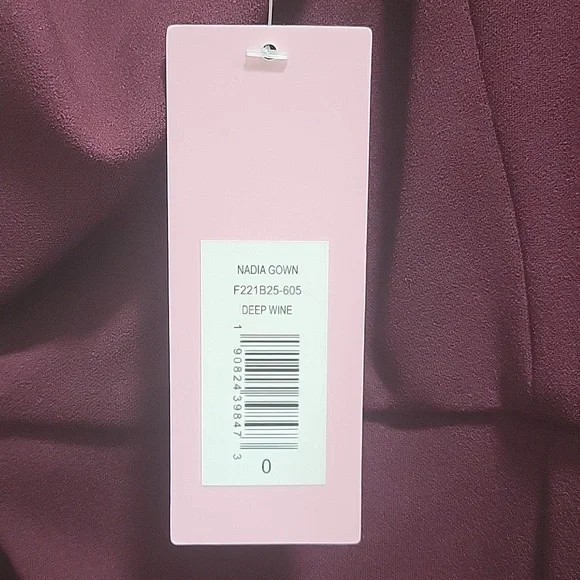 NADIA GOWN
F221B25-605
DEEP WINE
1 90824 39847 3
0